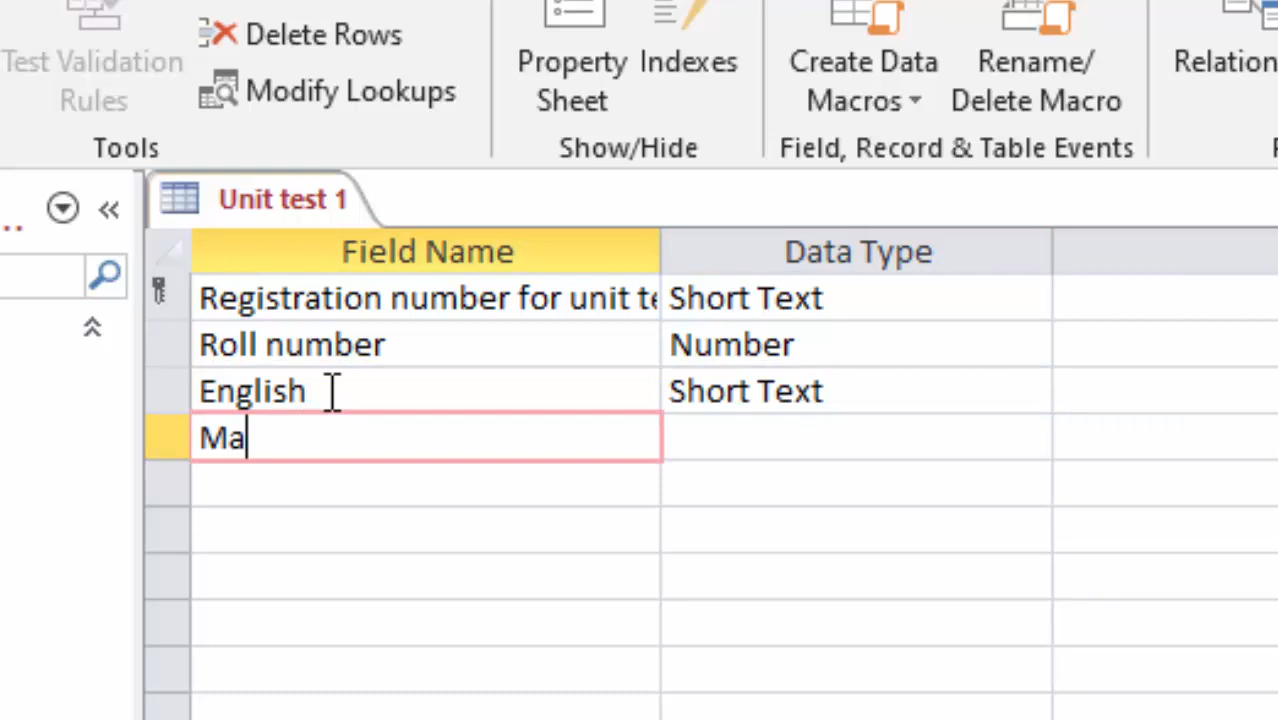 Test Validation
Rules
Delete Rows
Modify Lookups
Tools
Property
Sheet
Indexes
Show/Hide
Create Data
Macros
Rename/
Delete Macro
Field, Record & Table Events
Relation
Unit test 1
Field Name Data Type
Registration number for unit te Short Text
Roll number Number
English Short Text
Ma